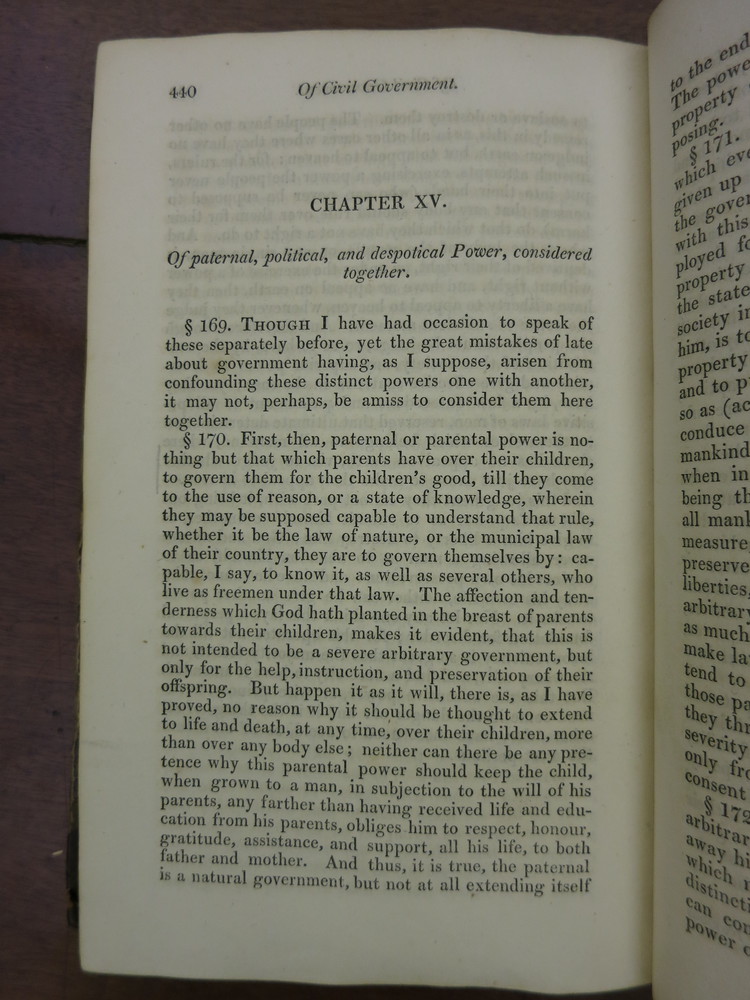 440
Of Civil Government.
CHAPTER XV.
Of paternal, political, and despotical Power, considered
together.
§ 169. THOUGH I have had occasion to speak of
these separately before, yet the great mistakes of late
about government having, as I suppose, arisen from
confounding these distinct powers one with another,
it may not, perhaps, be amiss to consider them here
together.
§ 170. First, then, paternal or parental power is no-
thing but that which parents have over their children,
to govern them for the children's good, till they come
to the use of reason, or a state of knowledge, wherein
they may be supposed capable to understand that rule,
whether it be the law of nature, or the municipal law
of their country, they are to govern themselves by: ca-
pable, I say, to know it, as well as several others, who
live as freemen under that law. The affection and ten-
derness which God hath planted in the breast of parents
towards their children, makes it evident, that this is
not intended to be a severe arbitrary government, but
only for the help, instruction, and preservation of their
offspring. But happen it as it will, there is, as I have
proved, no reason why it should be thought to extend
to life and death, at any time, over their children, more
than over any body else; neither can there be any pre-
tence why this parental power should keep the child,
when grown to a man, in subjection to the will of his
parents, any farther than having received life and edu-
cation from his parents, obliges him to respect, honour,
gratitude, assistance, and support, all his life, to both
father and mother. And thus, it is true, the paternal
is a natural government, but not at all extending itself
to the end
The powe
property
posing.
§ 171.
which eve
given up
the gover
with this
ployed fo
property
the state
society in
him, is to
property
and to p
so as (ac
conduce
mankind
when in
being th
all mank
measure
preserve
liberties,
arbitrary
as much
make la
tend to
those pa
they thr
severity
only fro
consent
§ 172
arbitrar
away hi
which n
distincti
can con
power c